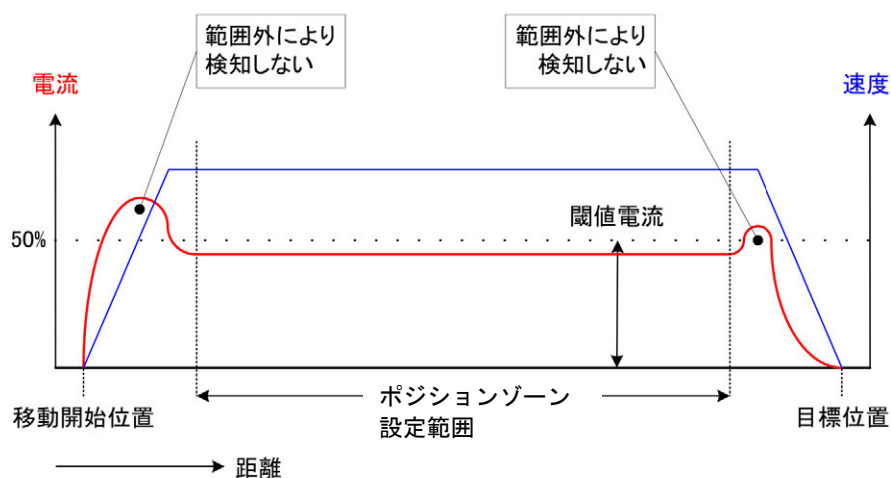 範囲外により
検知しない
範囲外により
検知しない
電流
速度
閾値電流
50%
ポジションゾーン
設定範囲
移動開始位置
目標位置
距離